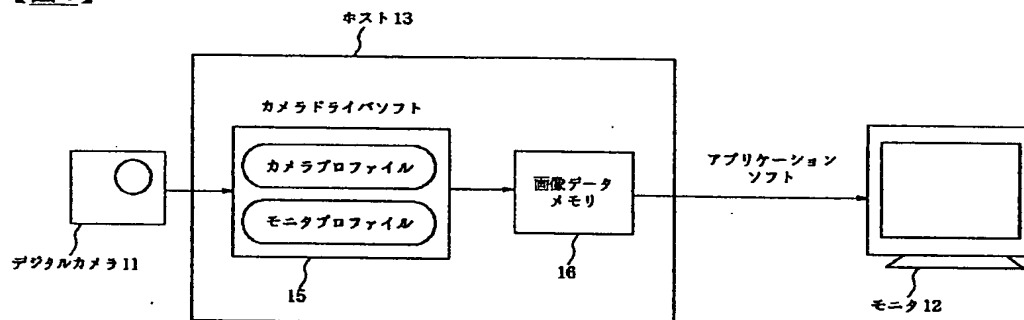 ホスト13
カメラドライバソフト
カメラプロファイル
モニタプロファイル
画像データ
メモリ
アプリケーション
ソフト
デジタルカメラ11
15
16
モニタ12